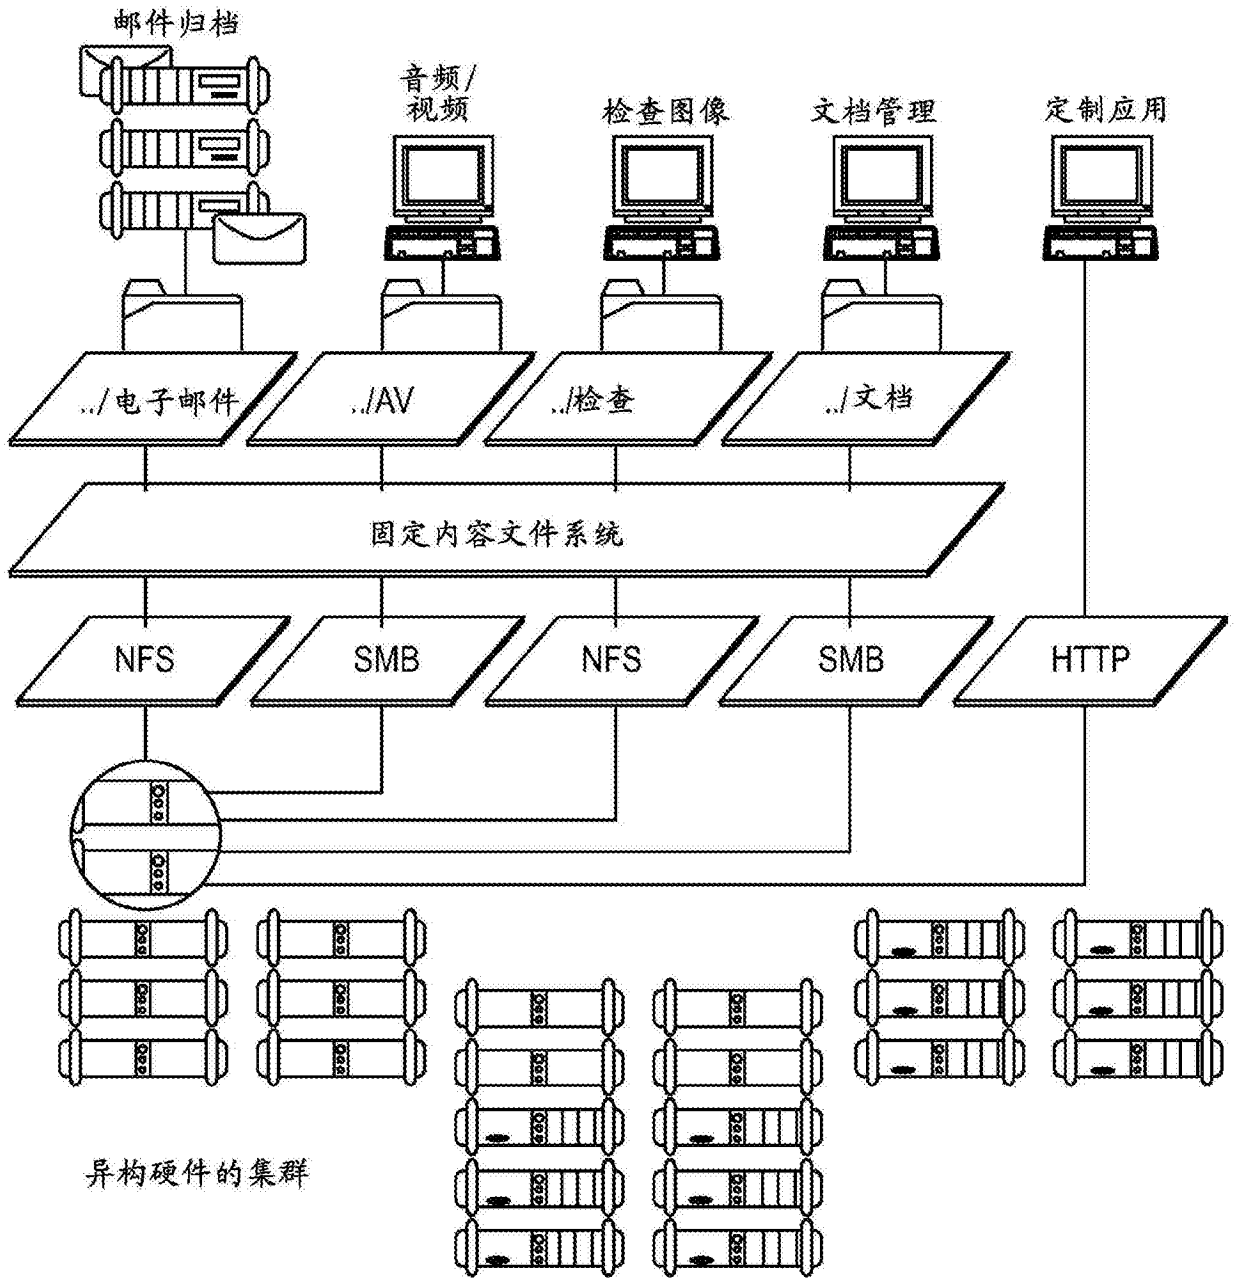 邮件归档
音频/
视频
检查图像
文档管理
定制应用
../电子邮件
../AV
../检查
../文档
固定内容文件系统
NFS
SMB
NFS
SMB
HTTP
异构硬件的集群